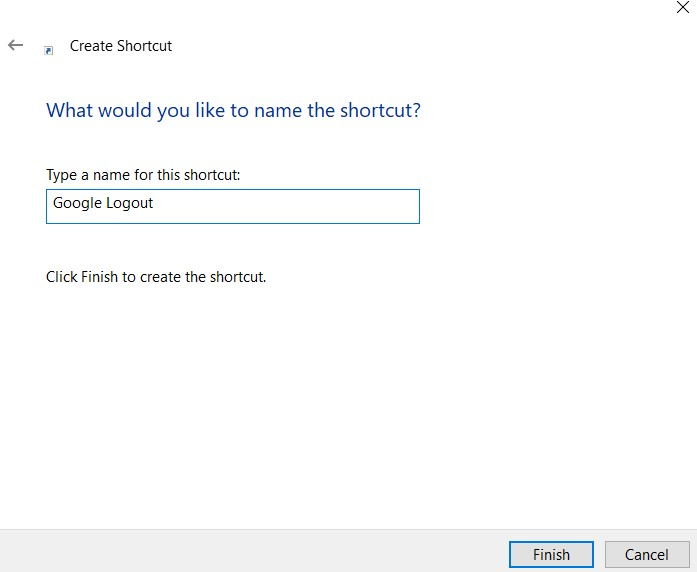 Create Shortcut
What would you like to name the shortcut?
Type a name for this shortcut:
Google Logout
Click Finish to create the shortcut.
Finish Cancel